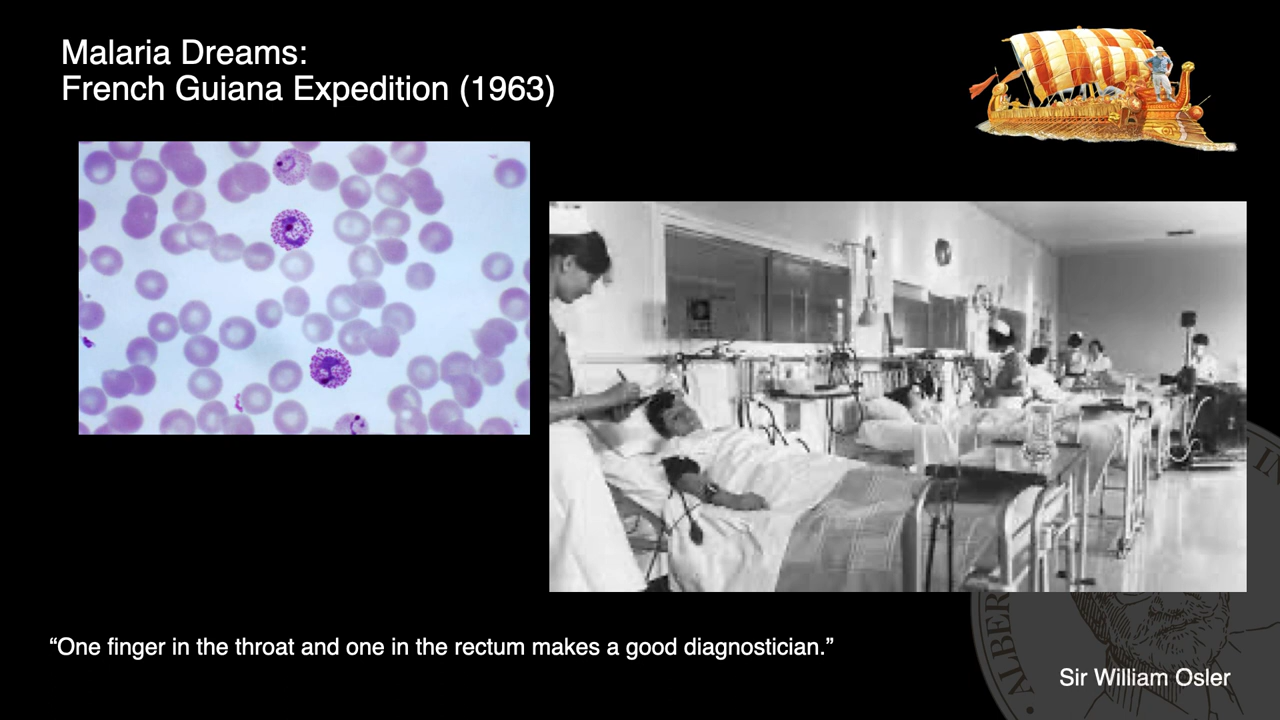 Malaria Dreams:
French Guiana Expedition (1963)
“One finger in the throat and one in the rectum makes a good diagnostician.”
Sir William Osler
ALBER